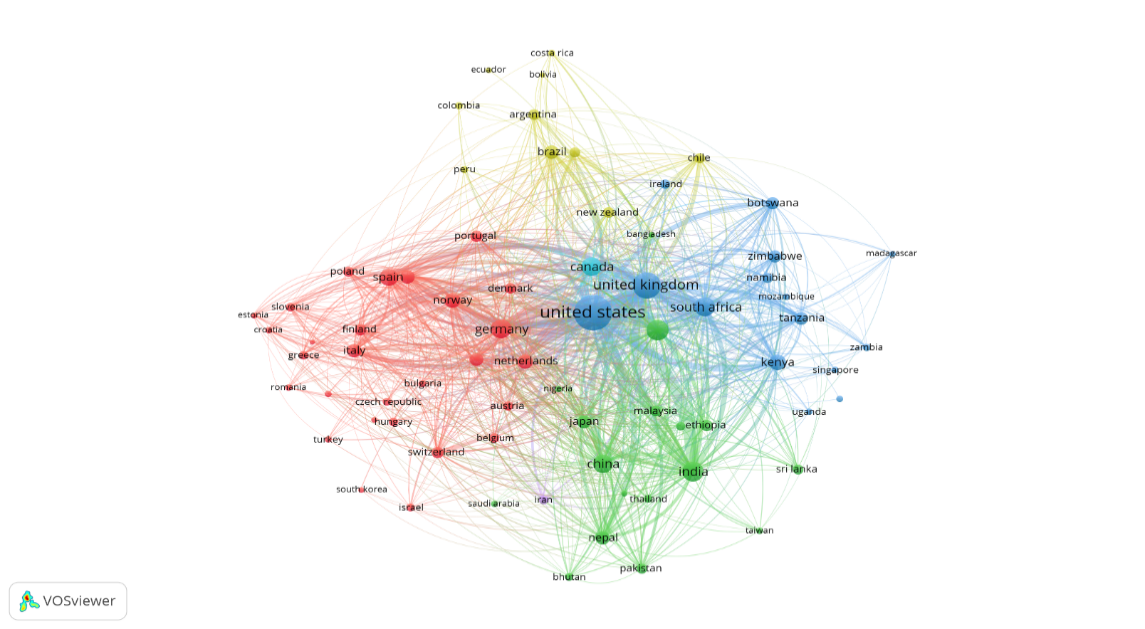 costa rica
ecuador
bolivia
colombia
argentina
brazil
chile
peru
ireland
botswana
new zealand
bangladesh
portugal
madagascar
zimbabwe
canada
poland
spain
namibia
united kingdom
denmark
mozambique
norway
slovenia
south africa
united states
estonia
tanzania
croatia
finland
germany
zambia
italy
greece
netherlands
kenya
singapore
romania
bulgaria
nigeria
czech republic
austria
malaysia
uganda
hungary
japan
ethiopia
turkey
belgium
switzerland
china
india
sri lanka
south korea
thailand
iran
saudi arabia
israel
taiwan
nepal
pakistan
bhutan
VOSviewer